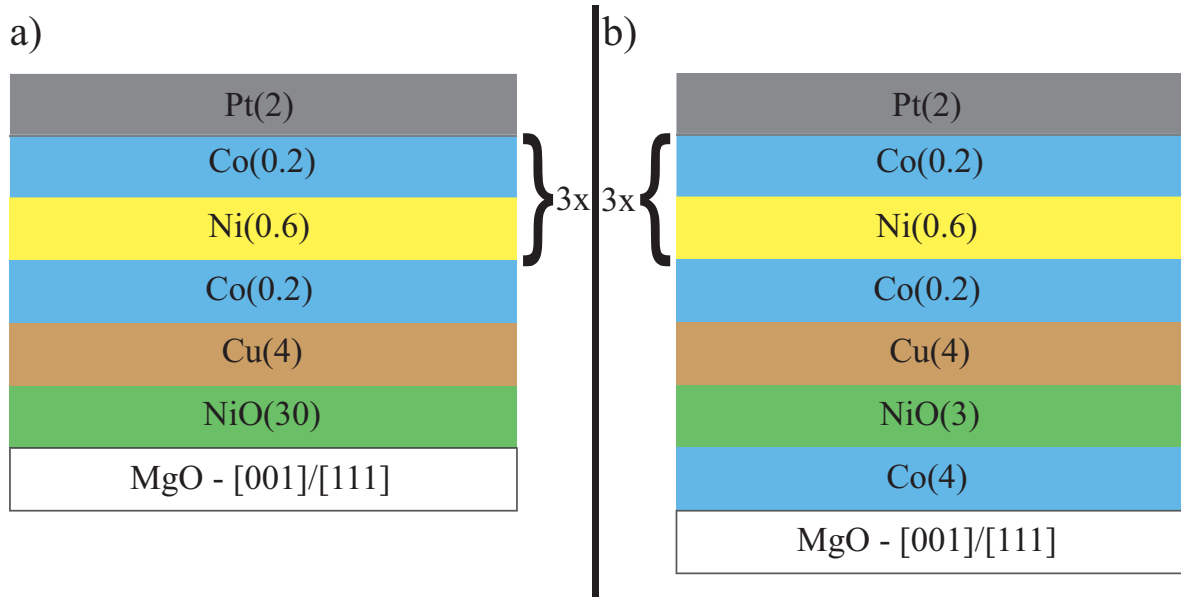 a)
Pt(2)
Co(0.2)
Ni(0.6)
3x
Co(0.2)
Cu(4)
NiO(30)
MgO - [001]/[111]
b)
Pt(2)
Co(0.2)
3x
Ni(0.6)
Co(0.2)
Cu(4)
NiO(3)
Co(4)
MgO - [001]/[111]